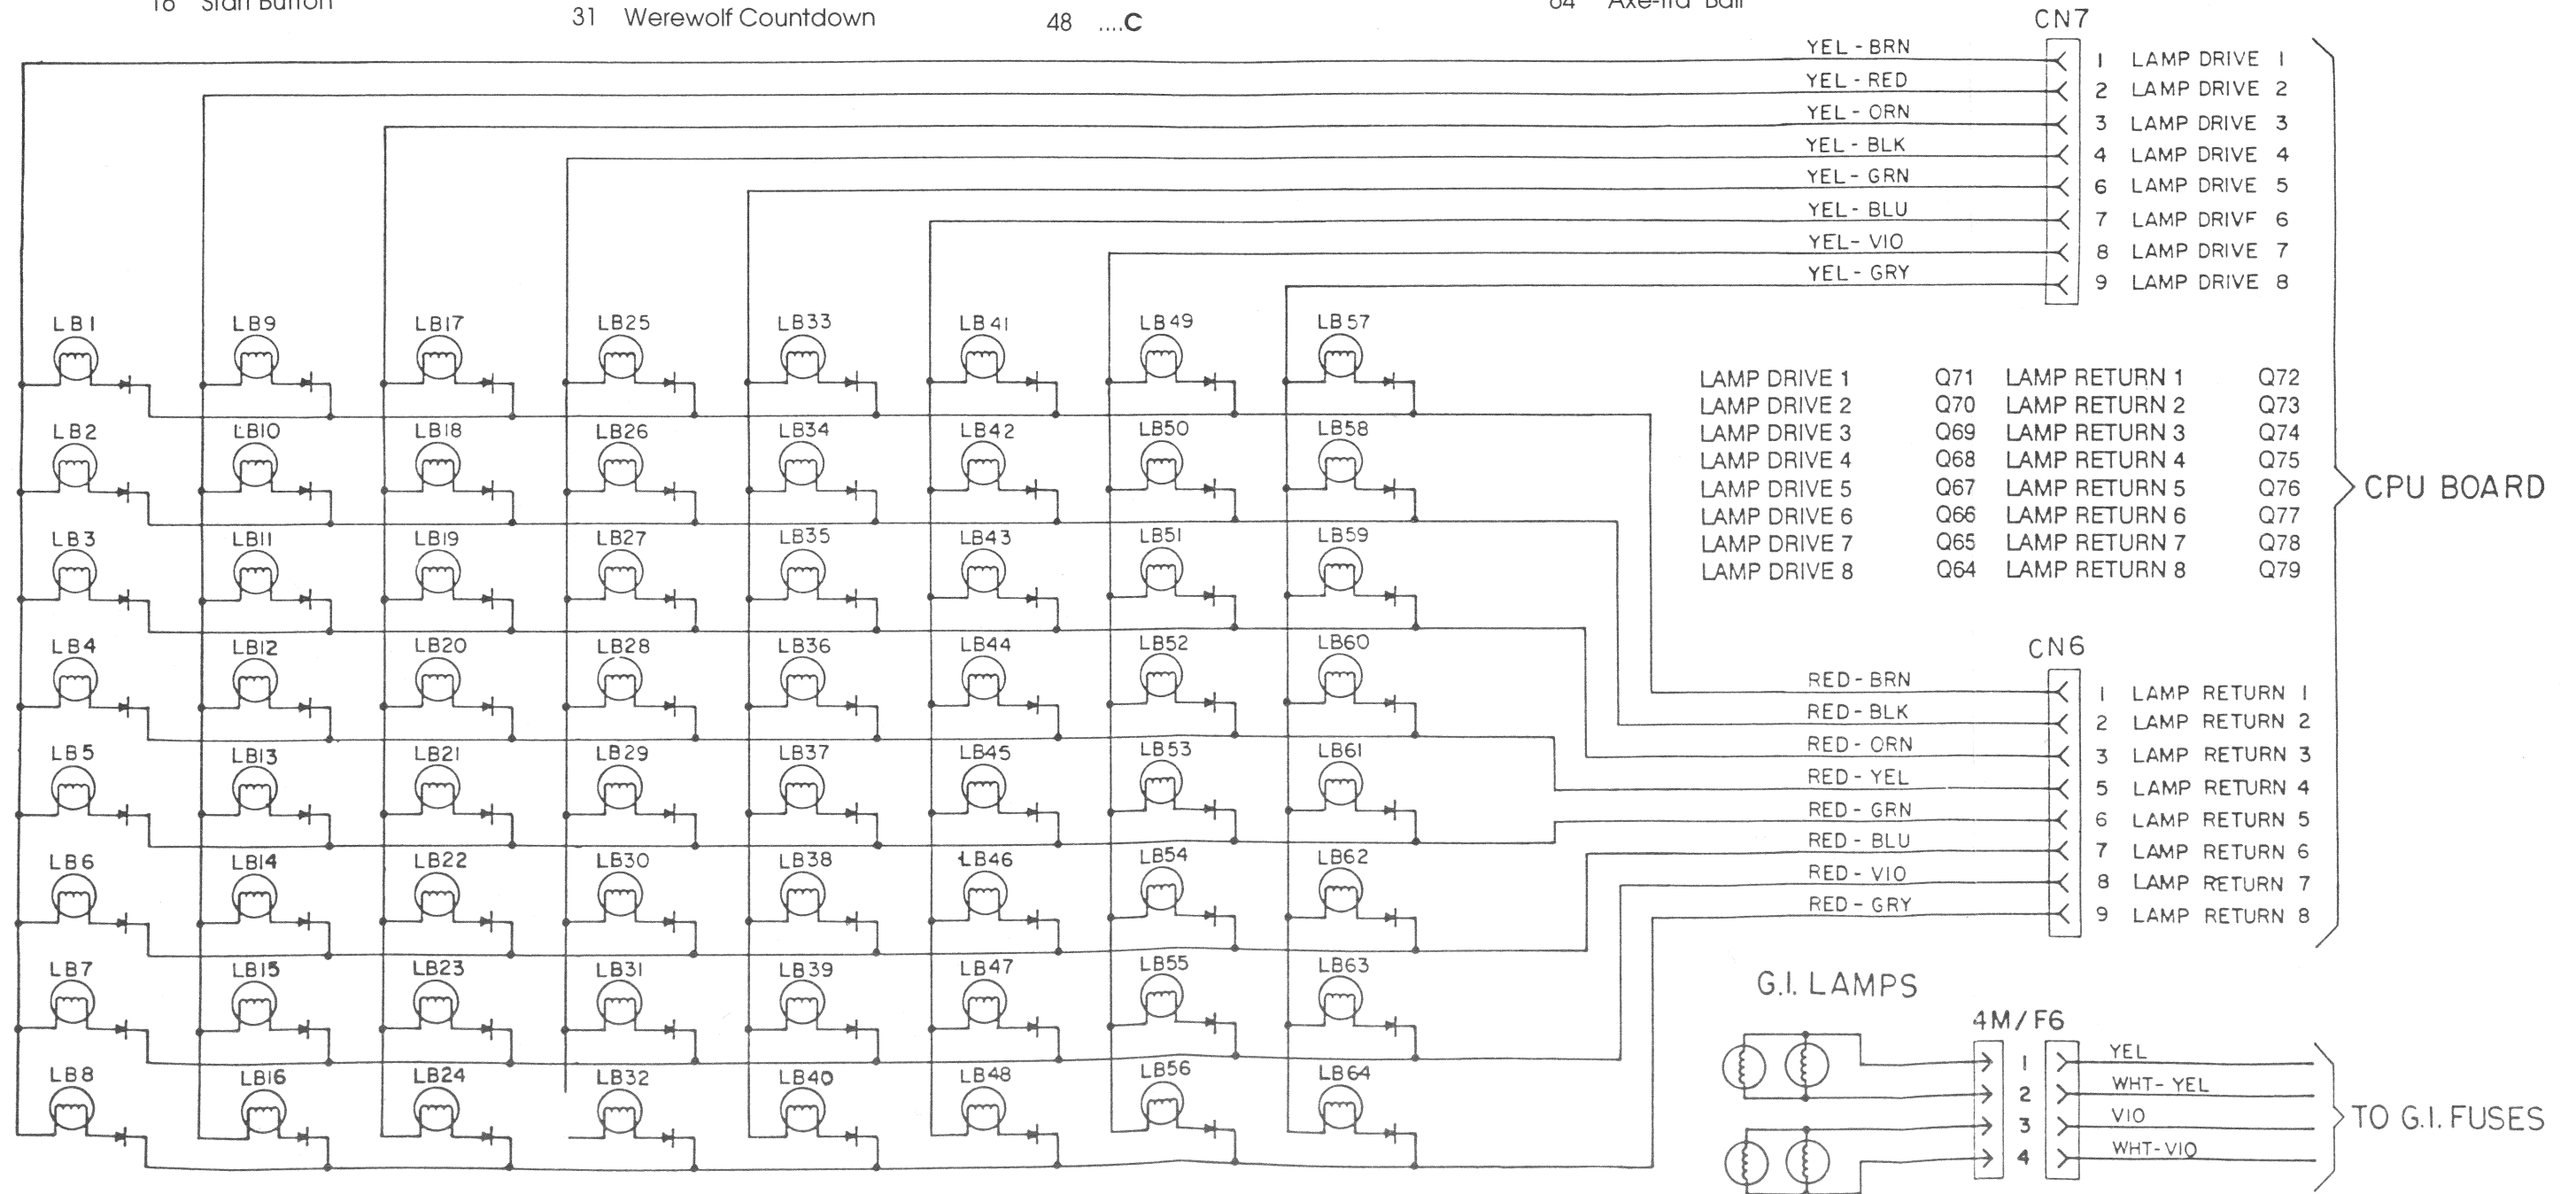 16 Start Button
31 Werewolf Countdown
48 ....C
64 "Axe-tra" Ball
CN7
YEL - BRN 1 LAMP DRIVE 1
YEL - RED 2 LAMP DRIVE 2
YEL - ORN 3 LAMP DRIVE 3
YEL - BLK 4 LAMP DRIVE 4
YEL - GRN 6 LAMP DRIVE 5
YEL - BLU 7 LAMP DRIVF 6
YEL - VIO 8 LAMP DRIVE 7
YEL - GRY 9 LAMP DRIVE 8
LB1 LB9 LB17 LB25 LB33 LB41 LB49 LB57
LB2 LB10 LB18 LB26 LB34 LB42 LB50 LB58
LB3 LB11 LB19 LB27 LB35 LB43 LB51 LB59
LB4 LB12 LB20 LB28 LB36 LB44 LB52 LB60
LB5 LB13 LB21 LB29 LB37 LB45 LB53 LB61
LB6 LB14 LB22 LB30 LB38 LB46 LB54 LB62
LB7 LB15 LB23 LB31 LB39 LB47 LB55 LB63
LB8 LB16 LB24 LB32 LB40 LB48 LB56 LB64
LAMP DRIVE 1 Q71 LAMP RETURN 1 Q72
LAMP DRIVE 2 Q70 LAMP RETURN 2 Q73
LAMP DRIVE 3 Q69 LAMP RETURN 3 Q74
LAMP DRIVE 4 Q68 LAMP RETURN 4 Q75
LAMP DRIVE 5 Q67 LAMP RETURN 5 Q76
LAMP DRIVE 6 Q66 LAMP RETURN 6 Q77
LAMP DRIVE 7 Q65 LAMP RETURN 7 Q78
LAMP DRIVE 8 Q64 LAMP RETURN 8 Q79
CPU BOARD
CN6
RED - BRN 1 LAMP RETURN 1
RED - BLK 2 LAMP RETURN 2
RED - ORN 3 LAMP RETURN 3
RED - YEL 5 LAMP RETURN 4
RED - GRN 6 LAMP RETURN 5
RED - BLU 7 LAMP RETURN 6
RED - VIO 8 LAMP RETURN 7
RED - GRY 9 LAMP RETURN 8
G.I. LAMPS
4M/F6
1 YEL
2 WHT - YEL
3 VIO
4 WHT-VIO
TO G.I. FUSES